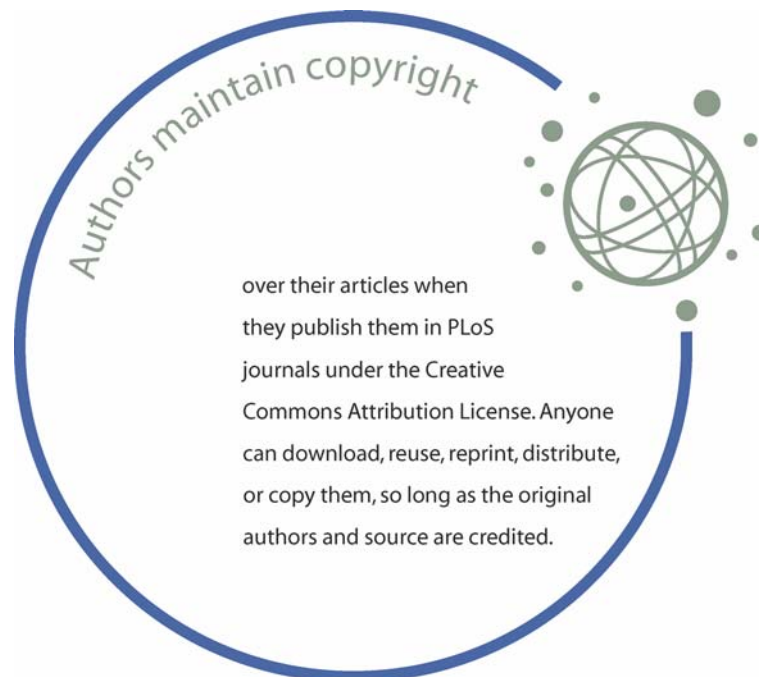 Authors maintain copyright
over their articles when
they publish them in PLoS
journals under the Creative
Commons Attribution License. Anyone
can download, reuse, reprint, distribute,
or copy them, so long as the original
authors and source are credited.